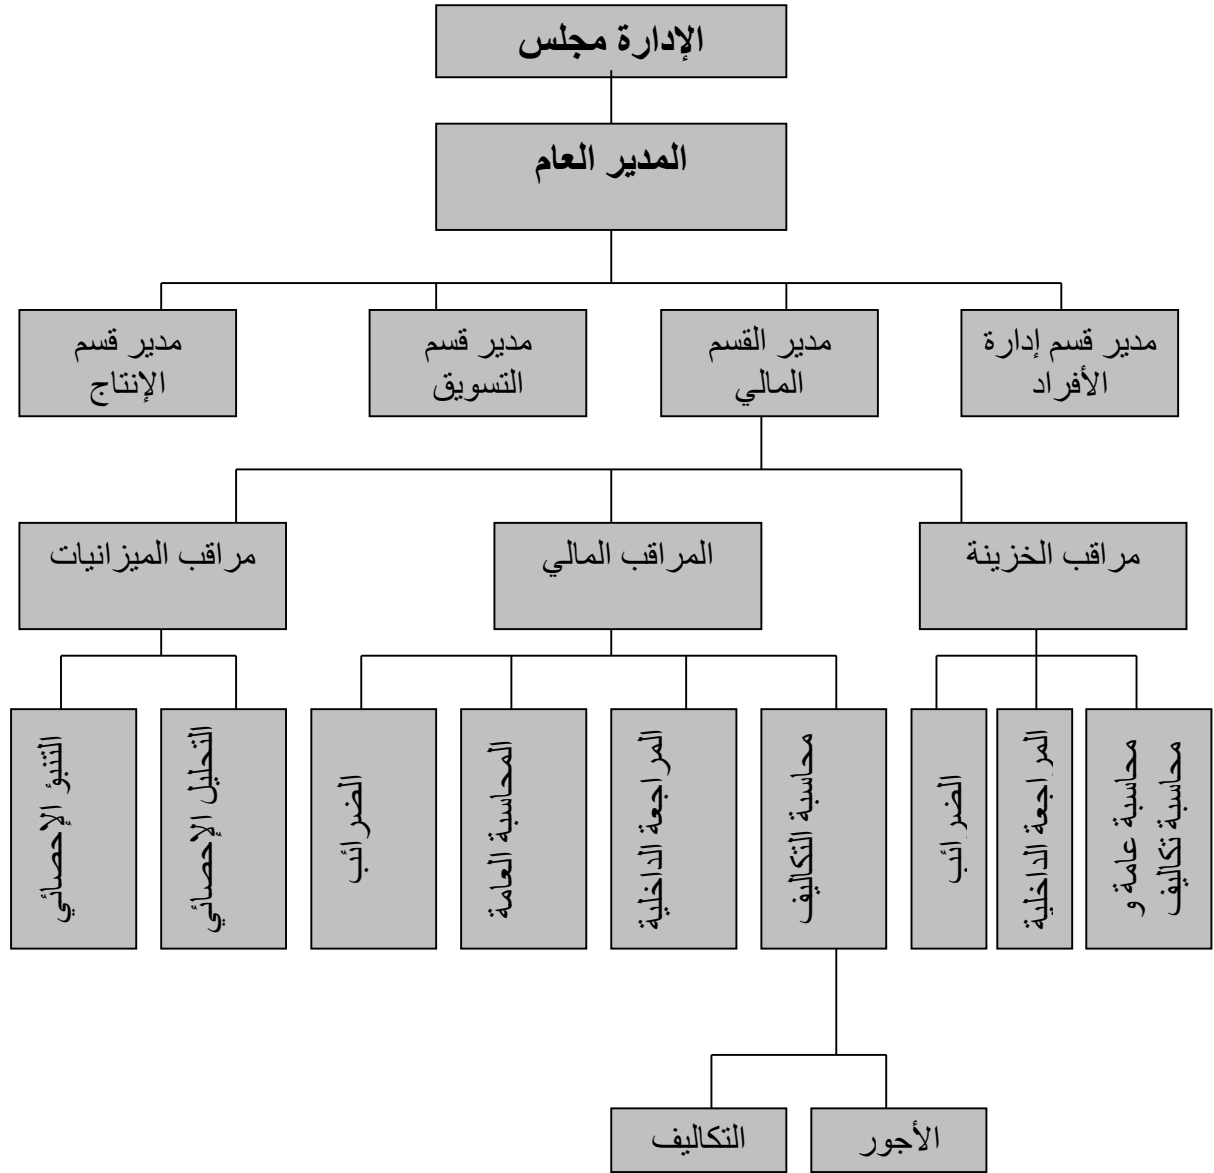 الإدارة مجلس
المدير العام
مدير قسم إدارة
الأفراد
مدير القسم
المالي
مدير قسم
التسويق
مدير قسم
الإنتاج
مراقب الخزينة
المراقب المالي
مراقب الميزانيات
محاسبة عامة و
محاسبة تكاليف
المراجعة الداخلية
الضرائب
محاسبة التكاليف
المراجعة الداخلية
المحاسبة العامة
الضرائب
التحليل الإحصائي
التنبؤ الإحصائي
الأجور
التكاليف